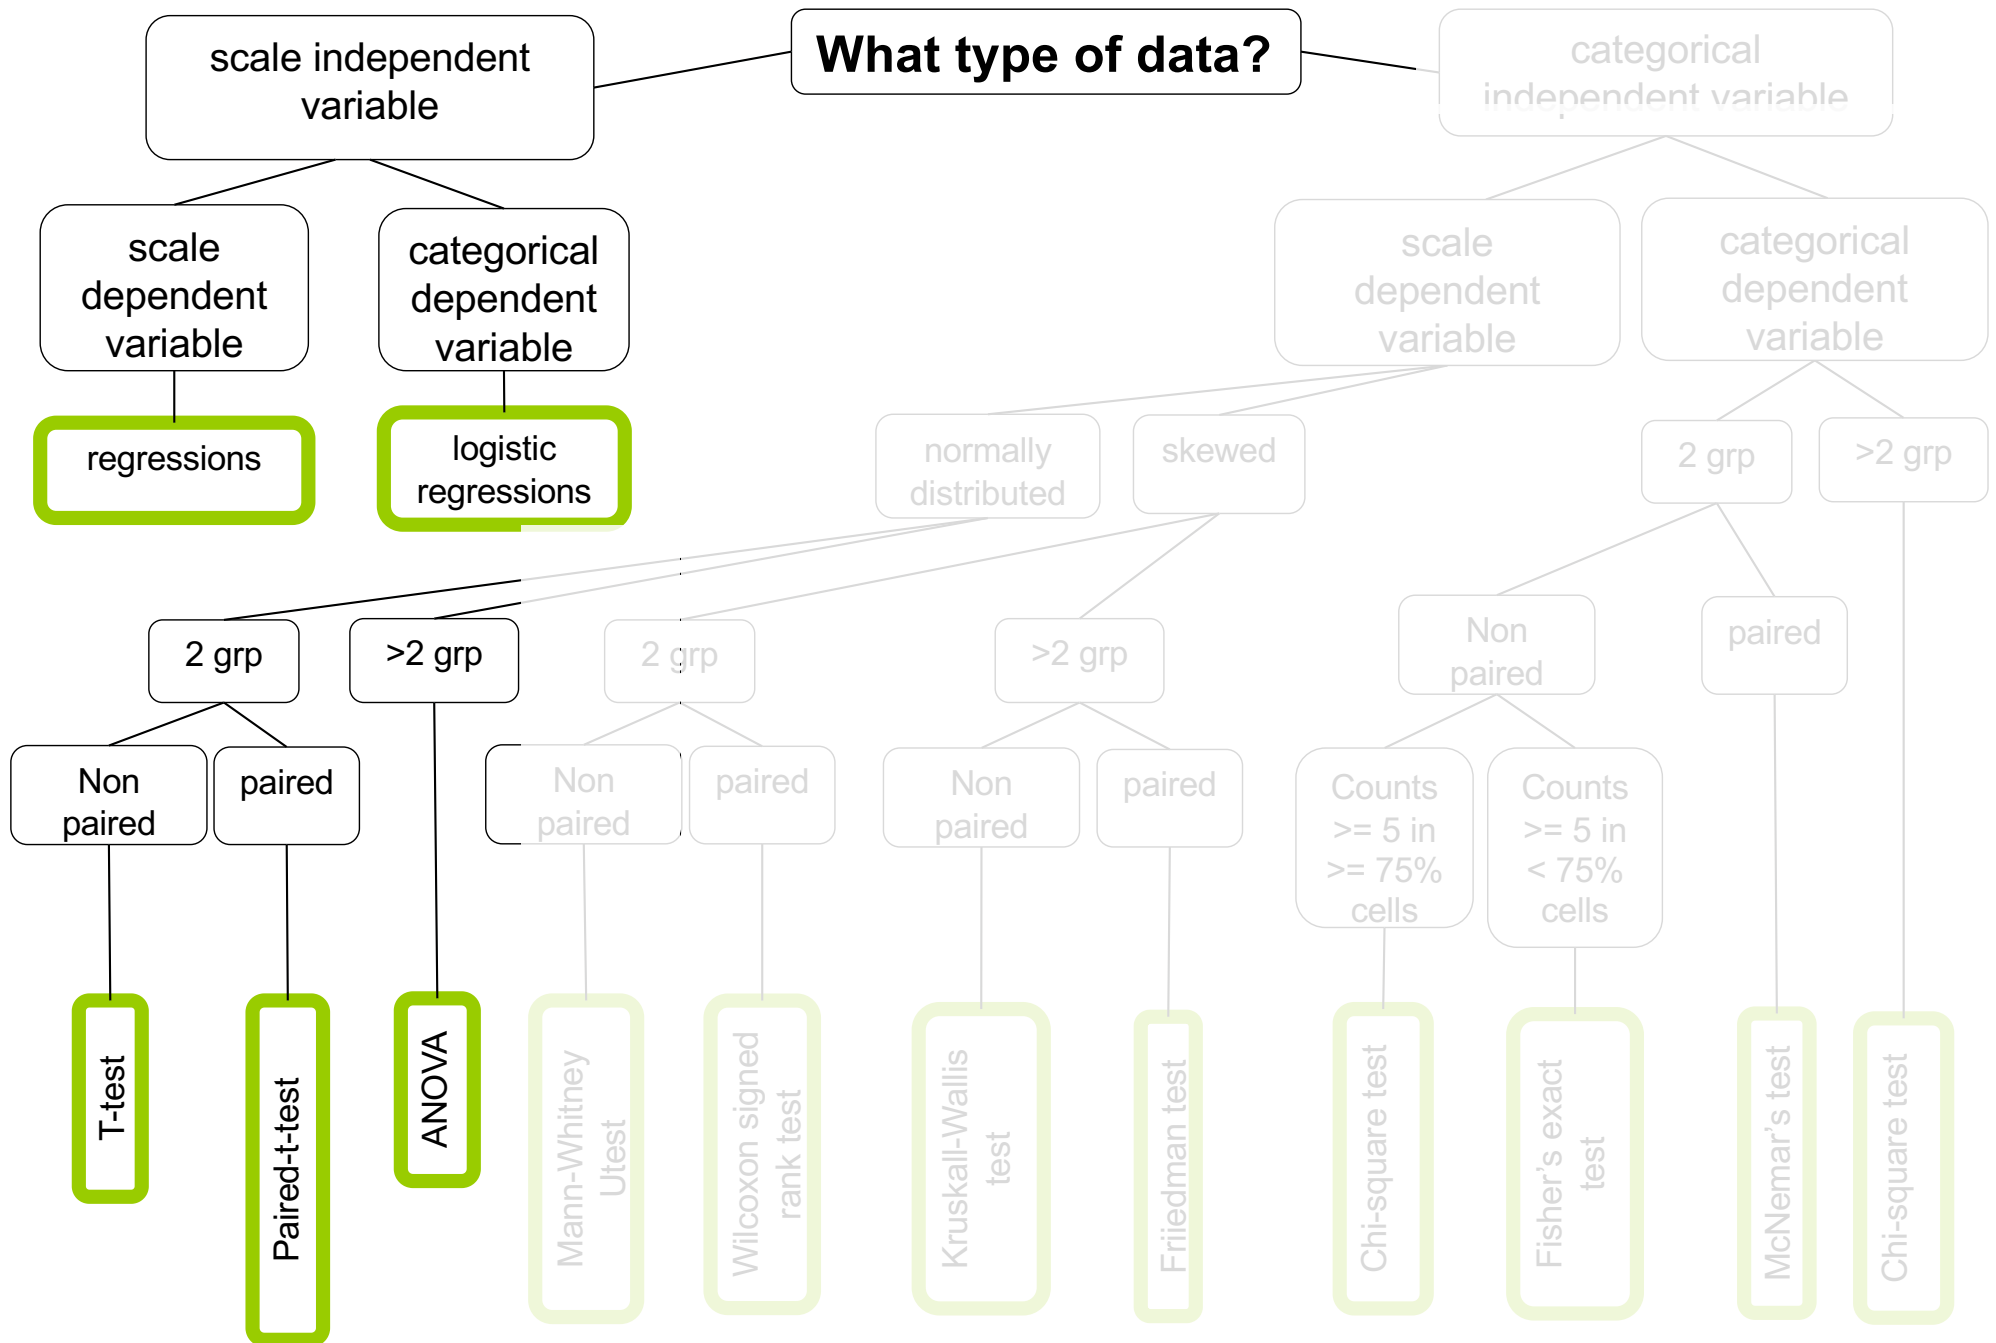 What type of data?
scale independent
variable
categorical
independent variable
scale
dependent
variable
categorical
dependent
variable
scale
dependent
variable
categorical
dependent
variable
regressions
logistic
regressions
normally
distributed
skewed
2 grp
>2 grp
2 grp
>2 grp
2 grp
>2 grp
Non
paired
paired
Non
paired
paired
Non
paired
paired
Non
paired
paired
Counts
>= 5 in
>= 75%
cells
Counts
>= 5 in
< 75%
cells
T-test
Paired-t-test
ANOVA
Mann-Whitney
Utest
Wilcoxon signed
rank test
Kruskall-Wallis
test
Friiedman test
Chi-square test
Fisher’s exact
test
McNemar’s test
Chi-square test